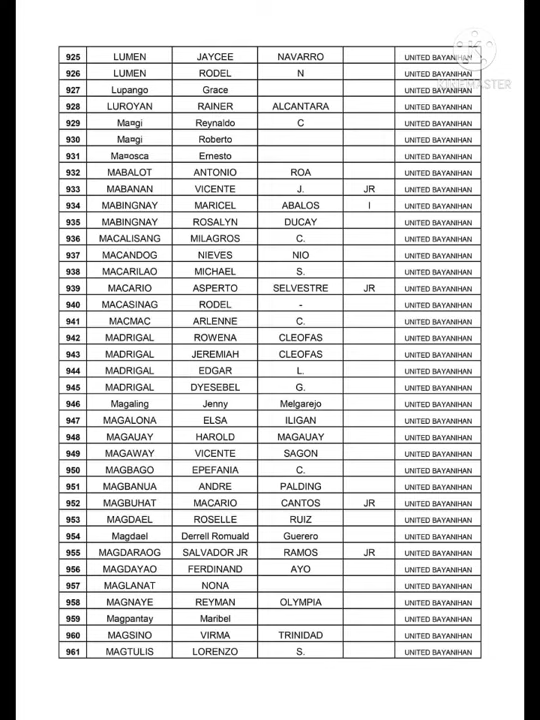 925 LUMEN JAYCEE NAVARRO UNITED BAYANIHAN
926 LUMEN RODEL N UNITED BAYANIHAN
927 Lupango Grace UNITED BAYANIHAN
928 LUROYAN RAINER ALCANTARA UNITED BAYANIHAN
929 Ma¤gi Reynaldo C UNITED BAYANIHAN
930 Ma¤gi Roberto UNITED BAYANIHAN
931 Ma¤osca Ernesto UNITED BAYANIHAN
932 MABALOT ANTONIO ROA UNITED BAYANIHAN
933 MABANAN VICENTE J. JR UNITED BAYANIHAN
934 MABINGNAY MARICEL ABALOS I UNITED BAYANIHAN
935 MABINGNAY ROSALYN DUCAY UNITED BAYANIHAN
936 MACALISANG MILAGROS C. UNITED BAYANIHAN
937 MACANDOG NIEVES NIO UNITED BAYANIHAN
938 MACARILAO MICHAEL S. UNITED BAYANIHAN
939 MACARIO ASPERTO SELVESTRE JR UNITED BAYANIHAN
940 MACASINAG RODEL - UNITED BAYANIHAN
941 MACMAC ARLENNE C. UNITED BAYANIHAN
942 MADRIGAL ROWENA CLEOFAS UNITED BAYANIHAN
943 MADRIGAL JEREMIAH CLEOFAS UNITED BAYANIHAN
944 MADRIGAL EDGAR L. UNITED BAYANIHAN
945 MADRIGAL DYESEBEL G. UNITED BAYANIHAN
946 Magaling Jenny Melgarejo UNITED BAYANIHAN
947 MAGALONA ELSA ILIGAN UNITED BAYANIHAN
948 MAGAUAY HAROLD MAGAUAY UNITED BAYANIHAN
949 MAGAWAY VICENTE SAGON UNITED BAYANIHAN
950 MAGBAGO EPEFANIA C. UNITED BAYANIHAN
951 MAGBANUA ANDRE PALDING UNITED BAYANIHAN
952 MAGBUHAT MACARIO CANTOS JR UNITED BAYANIHAN
953 MAGDAEL ROSELLE RUIZ UNITED BAYANIHAN
954 Magdael Derrell Romuald Guerero UNITED BAYANIHAN
955 MAGDARAOG SALVADOR JR RAMOS JR UNITED BAYANIHAN
956 MAGDAYAO FERDINAND AYO UNITED BAYANIHAN
957 MAGLANAT NONA UNITED BAYANIHAN
958 MAGNAYE REYMAN OLYMPIA UNITED BAYANIHAN
959 Magpantay Maribel UNITED BAYANIHAN
960 MAGSINO VIRMA TRINIDAD UNITED BAYANIHAN
961 MAGTULIS LORENZO S. UNITED BAYANIHAN